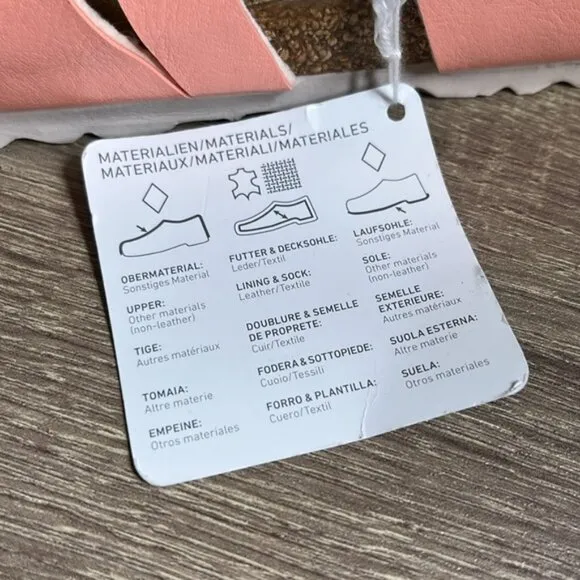 MATERIALIEN/MATERIALS/
MATERIAUX/MATERIALI/MATERIALES
OBERMATERIAL:
Sonstiges Material
UPPER:
Other materials
(non-leather)
TIGE:
Autres matériaux
TOMAIA:
Altre materie
EMPEINE:
Otros materiales
FUTTER & DECKSOHLE:
Leder/Textil
LINING & SOCK:
Leather/Textile
DOUBLURE & SEMELLE
DE PROPRETE:
Cuir/Textile
FODERA & SOTTOPIEDE:
Cuoio/Tessili
FORRO & PLANTILLA:
Cuero/Textil
LAUFSOHLE:
Sonstiges Material
SOLE:
Other materials
(non-leather)
SEMELLE
EXTERIEURE:
Autres matériaux
SUOLA ESTERNA:
Altre materie
SUELA:
Otros materiales